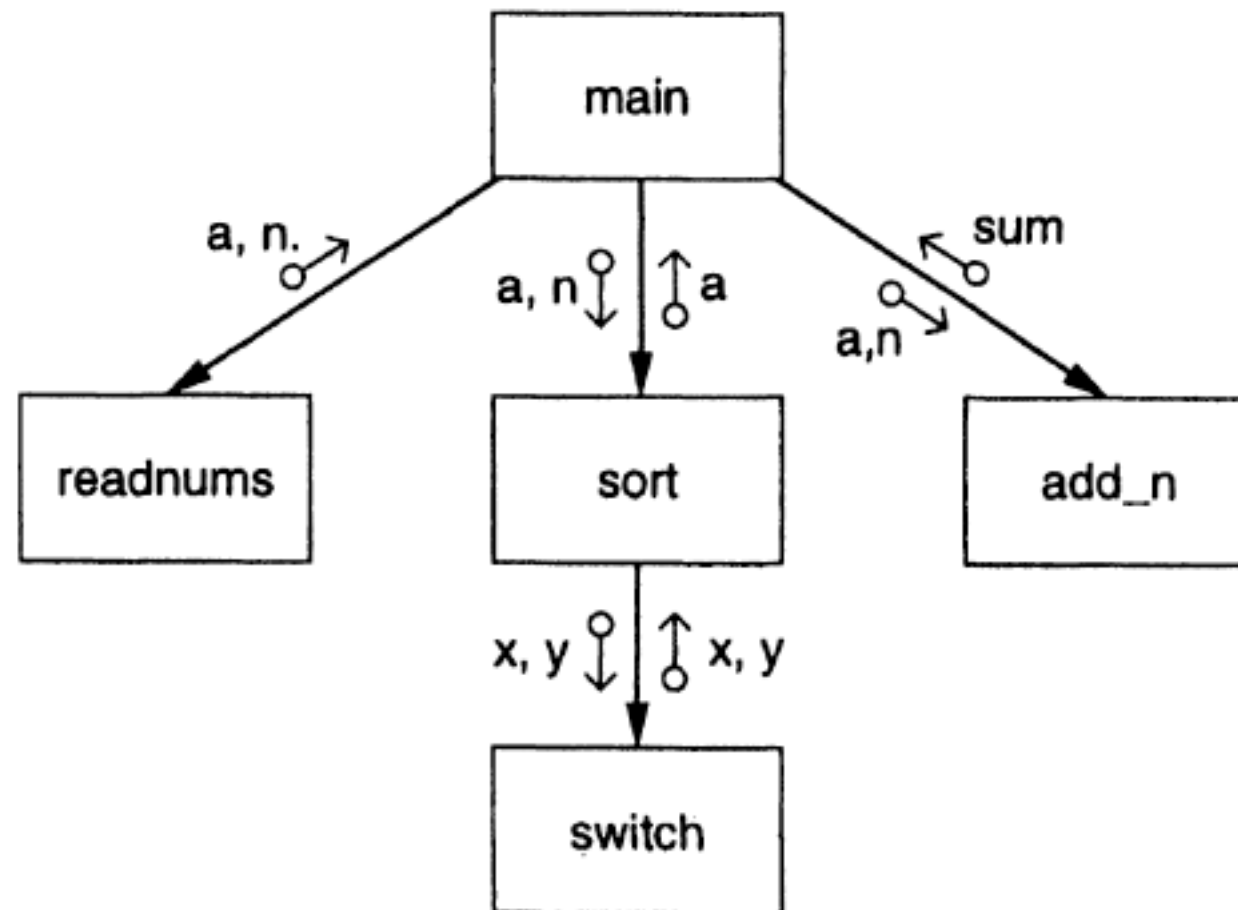 main
a, n.
sum
a, n
a
a,n
readnums
sort
add_n
x, y
x, y
switch